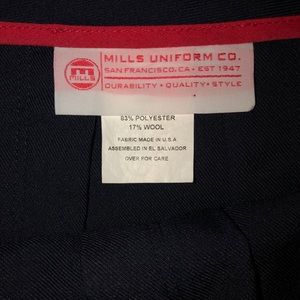 MILLS
MILLS UNIFORM CO.
SAN FRANCISCO, CA • EST 1947
DURABILITY • QUALITY • STYLE
83% POLYESTER
17% WOOL
FABRIC MADE IN U.S.A
ASSEMBLED IN EL SALVADOR
OVER FOR CARE